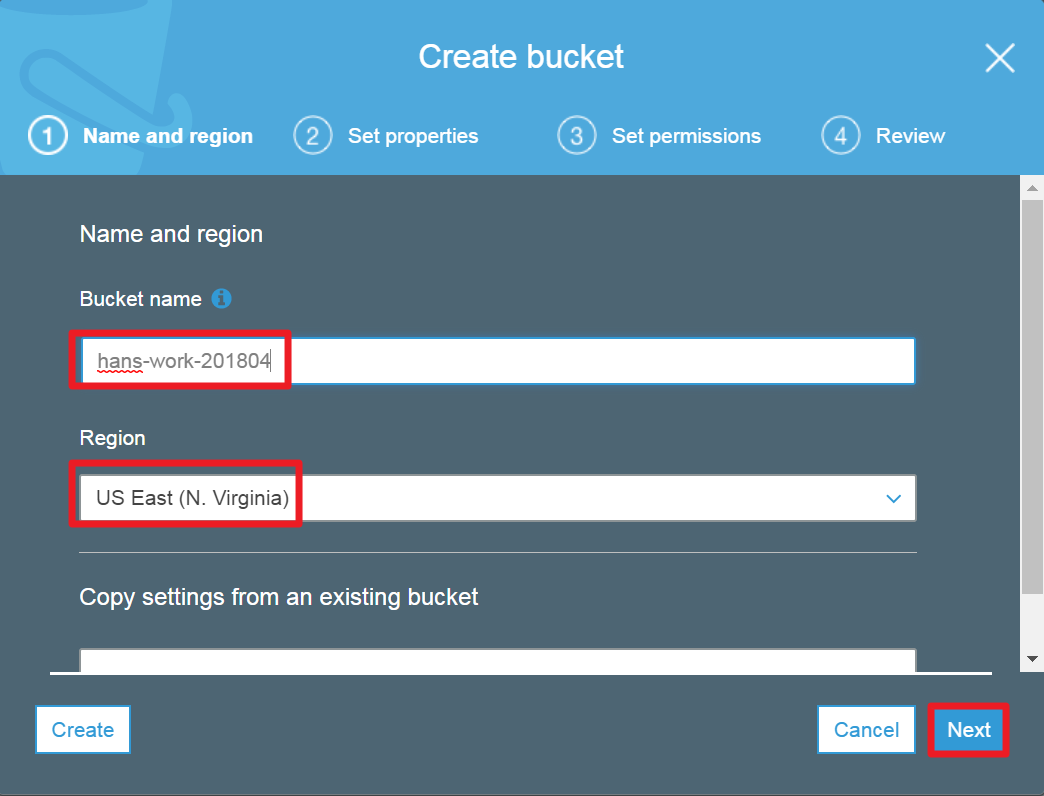 Create bucket
1 Name and region 2 Set properties 3 Set permissions 4 Review
Name and region
Bucket name
hans-work-201804
Region
US East (N. Virginia)
Copy settings from an existing bucket
Create Cancel Next